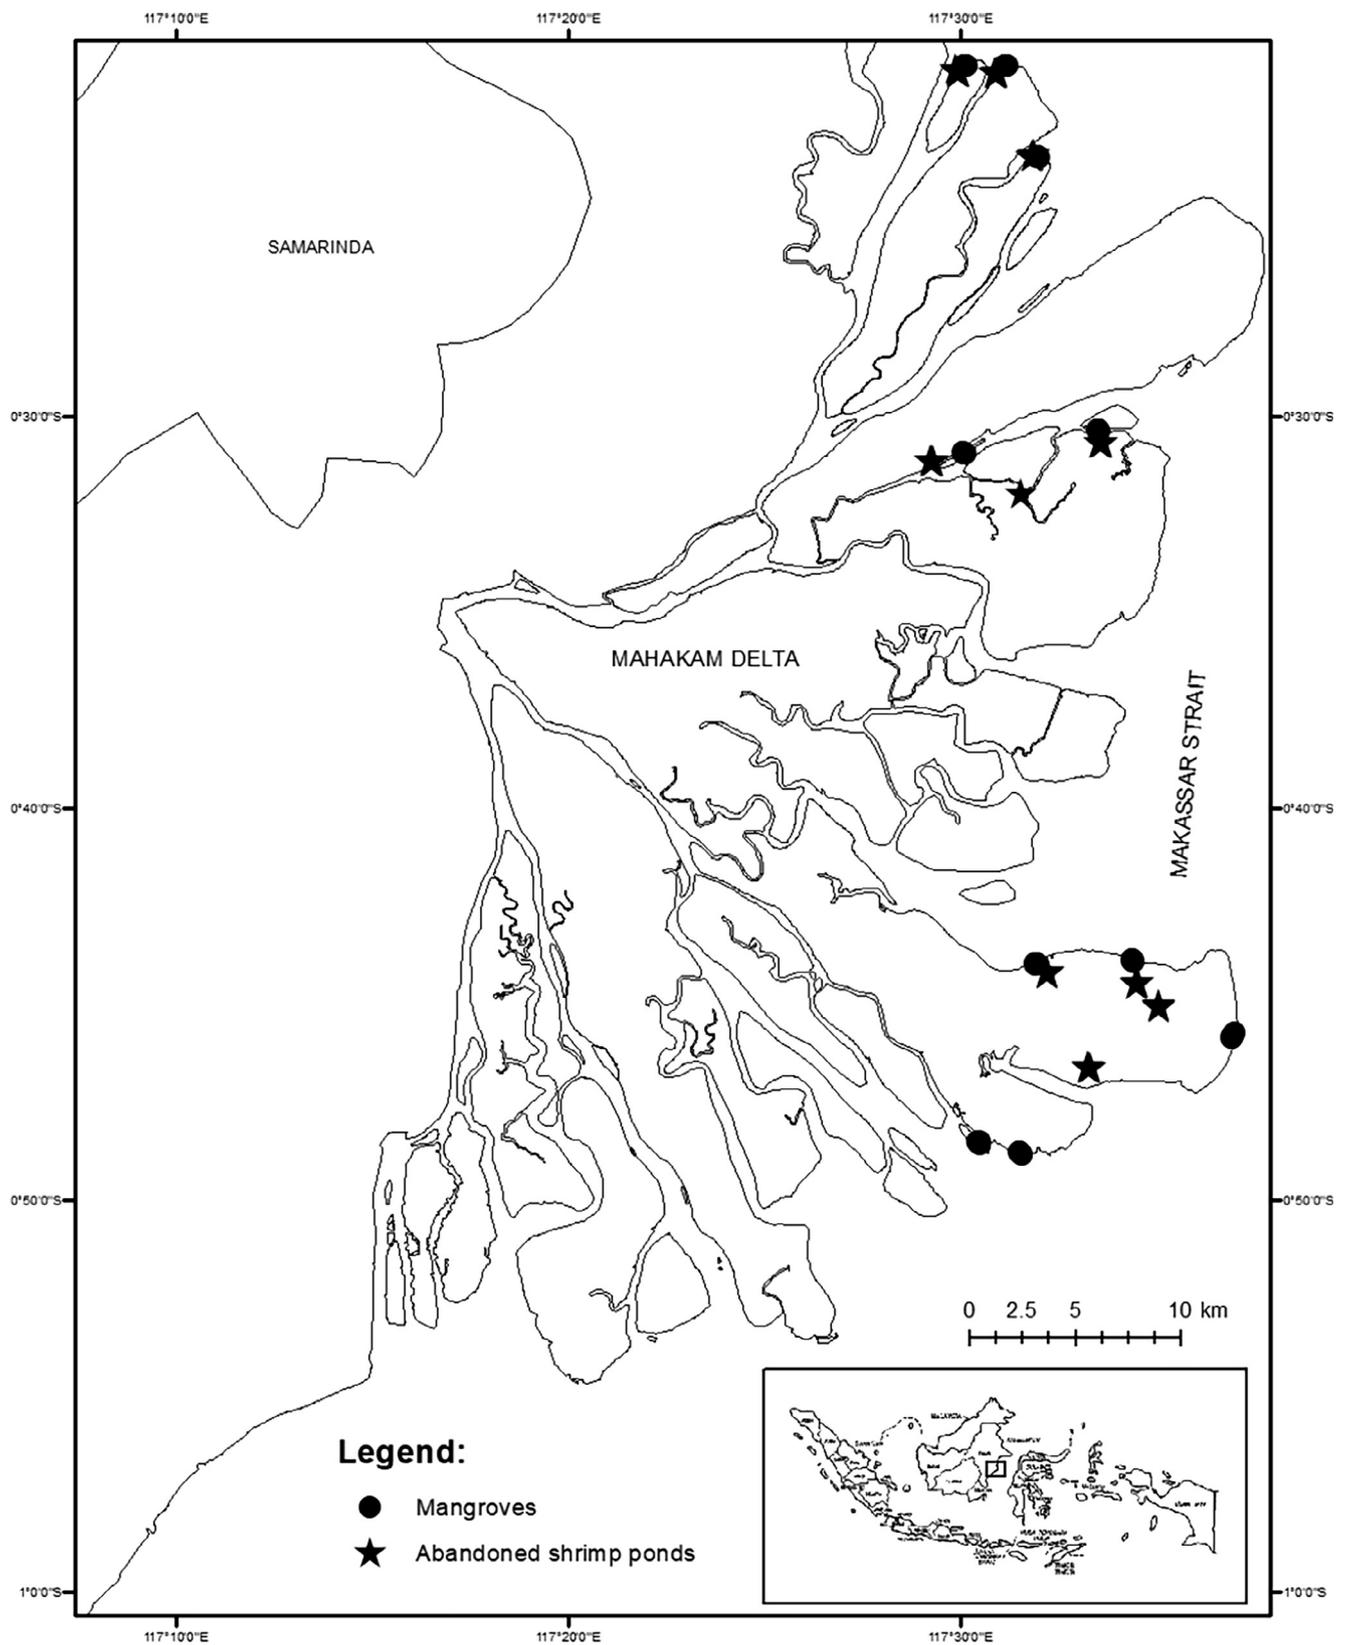 117°10'0"E 117°20'0"E 117°30'0"E
SAMARINDA
0°30'0"S 0°30'0"S
MAHAKAM DELTA
MAKASSAR STRAIT
0°40'0"S 0°40'0"S
0°50'0"S 0°50'0"S
0 2.5 5 10 km
Legend:
Mangroves
Abandoned shrimp ponds
1°0'0"S 1°0'0"S
117°10'0"E 117°20'0"E 117°30'0"E